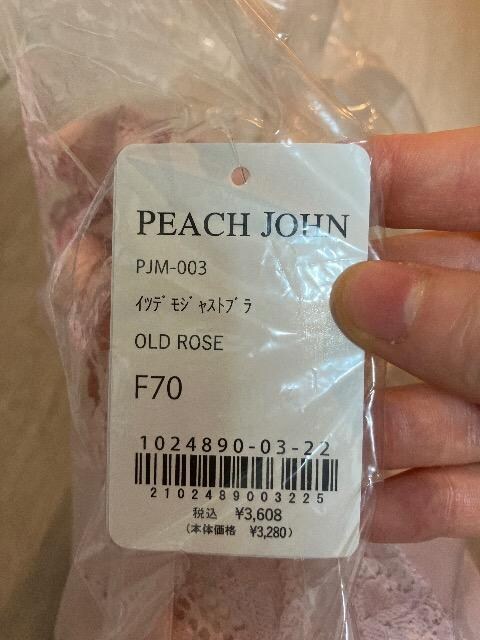 PEACH JOHN
PJM-003
ｲﾂﾃﾞﾓｼﾞｬｽﾄﾌﾞﾗ
OLD ROSE
F70
1024890-03-22
2102489003225
税込 ¥3,608
(本体価格 ¥3,280)